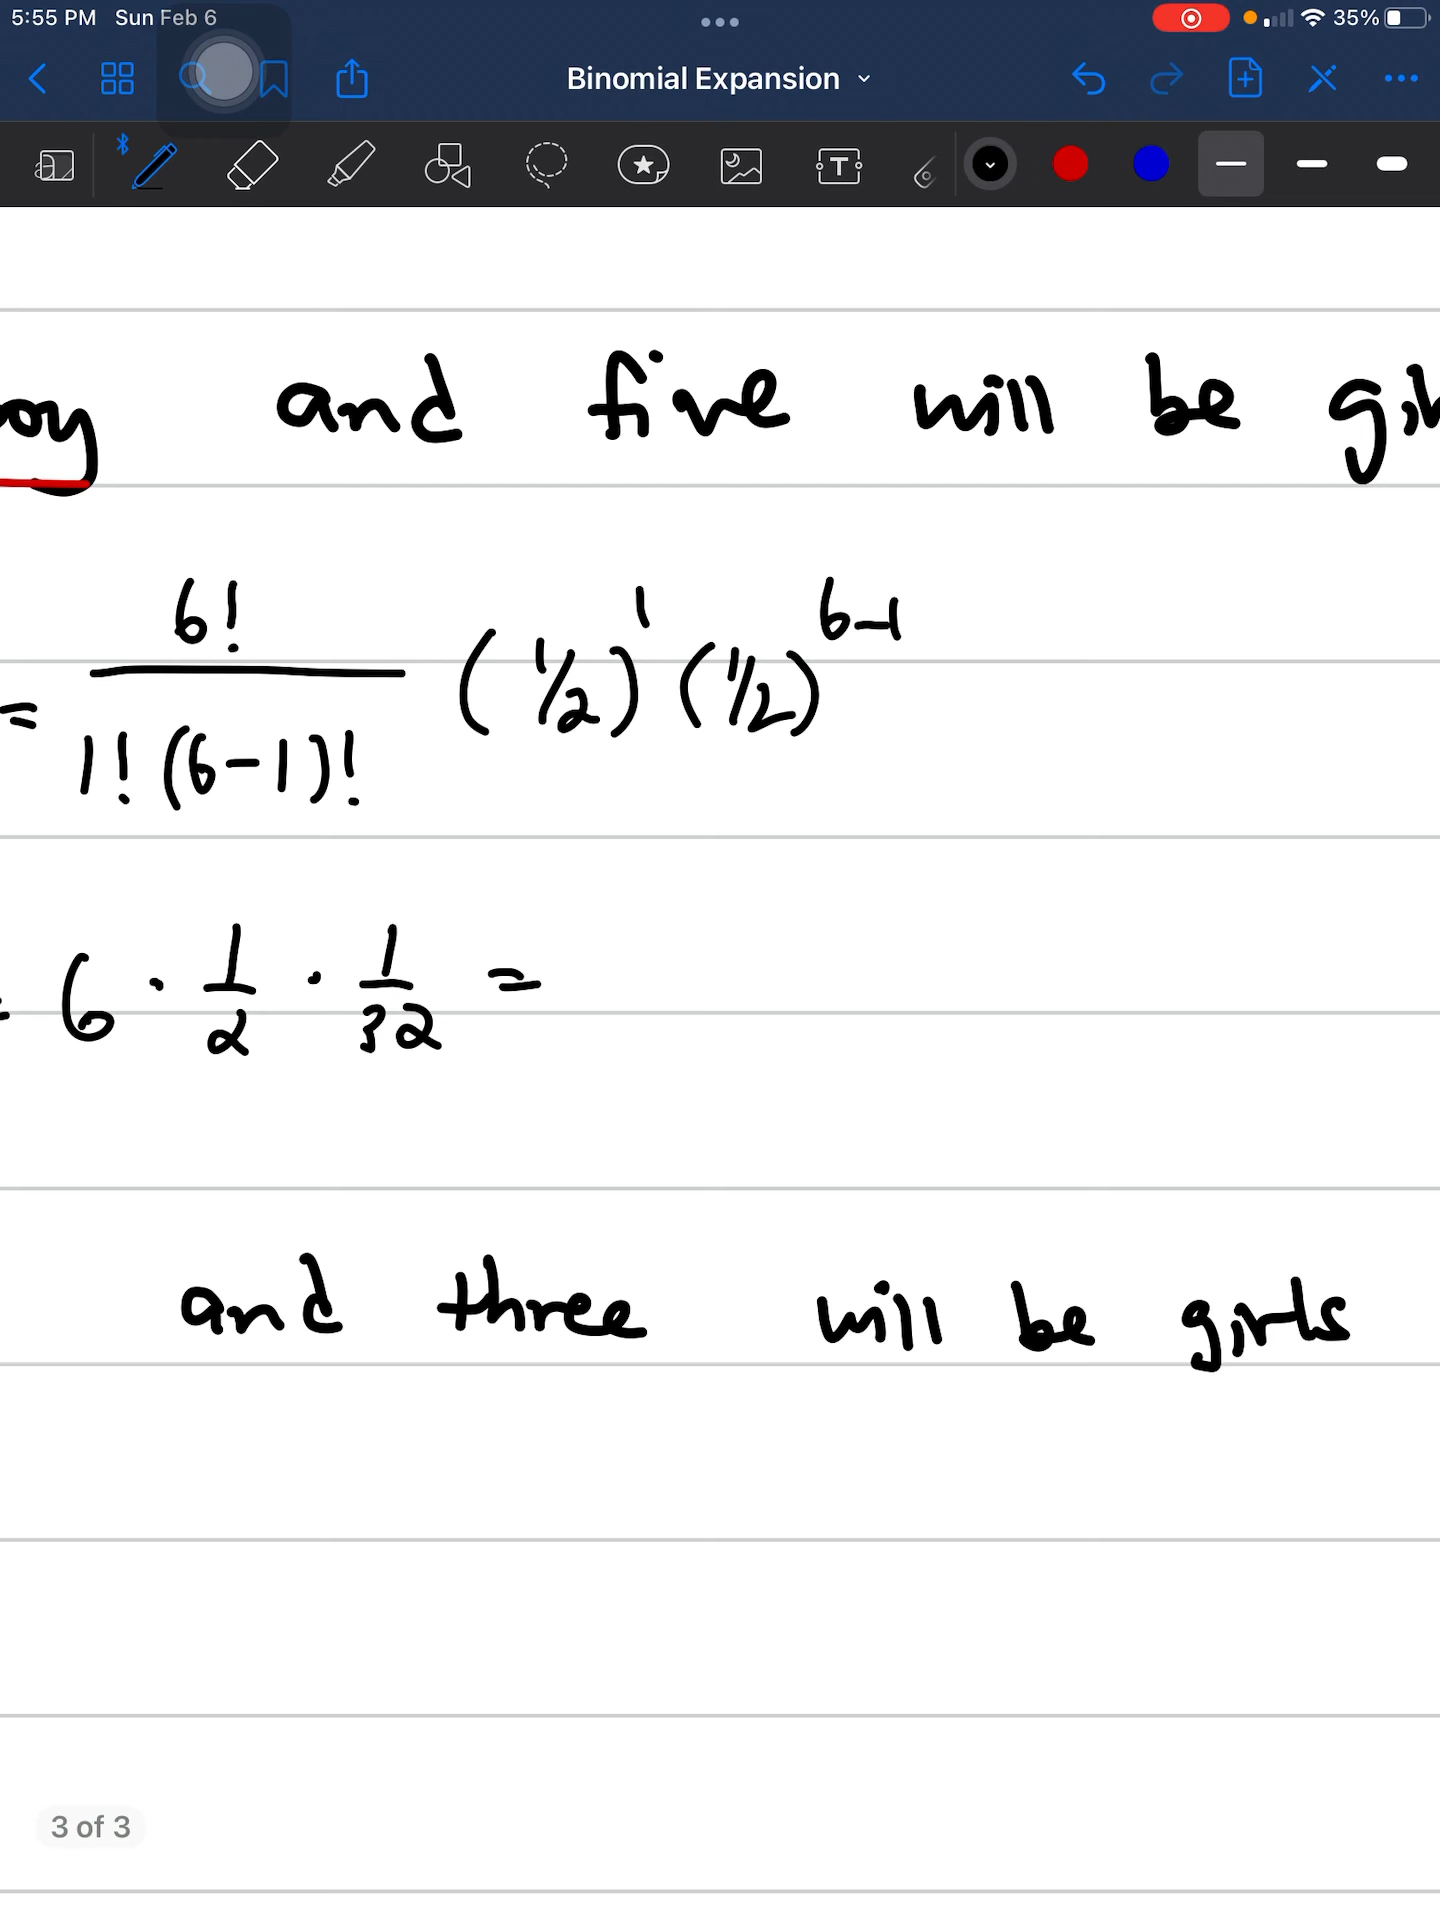 5:55 PM Sun Feb 6
35%
Binomial Expansion
T
oy and five will be gir
= 6! / 1! (6-1)! (1/2)^1 (1/2)^6-1
= 6 · 1/2 · 1/32 =
and three will be girls
3 of 3